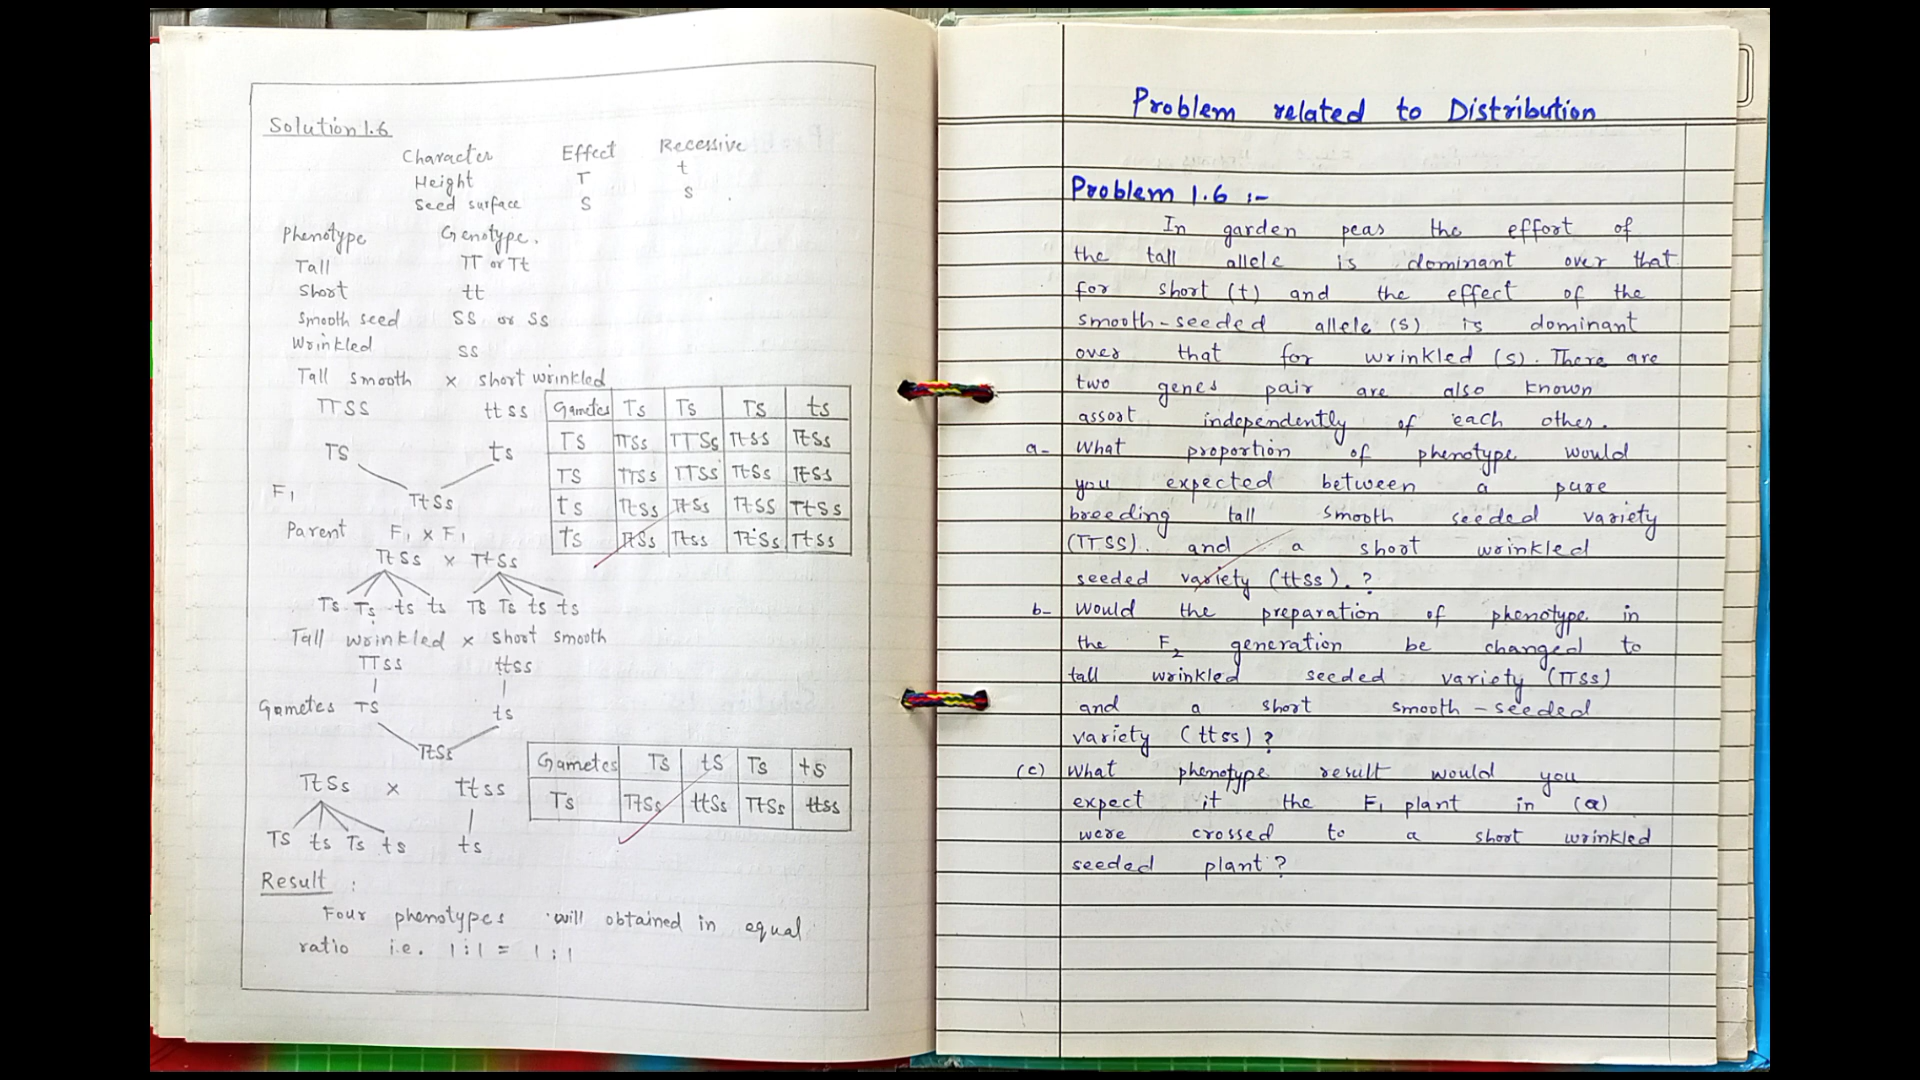 Solution 1.6
Character Effect Recessive
Height T t
Seed surface S s
Phenotype Genotype.
Tall TT or Tt
Short tt
Smooth seed SS or Ss
Wrinkled ss
Tall smooth × short wrinkled
TTSS ttss
TS ts
F1 TtSs
Parent F1 × F1
TtSs × TtSs
Ts Ts ts ts TS Ts ts ts
Gametes Ts Ts TS ts
TS TTSs TTSs TtSS TtSs
TS TTSs TTSS TtSs TtSs
ts TtSs TtSs TtSS TtSs
Ts TtSs Ttss TtSs Ttss
Tall wrinkled × short smooth
TTss ttss
Gametes TS ts
TtSs
TtSs × ttss
TS ts Ts ts ts
Gametes Ts tS Ts ts
Ts TtSs ttSs TtSs ttss
Result :
Four phenotypes will obtained in equal
ratio i.e. 1:1 = 1:1
Problem related to Distribution
Problem 1.6 :-
In garden peas the effort of
the tall allele is dominant over that
for short (t) and the effect of the
smooth-seeded allele (s) is dominant
over that for wrinkled (s). There are
two genes pair are also known
assort independently of each other.
a- What proportion of phenotype would
you expected between a pure
breeding tall smooth seeded variety
(TTSS). and a short wrinkled
seeded variety (ttss). ?
b- Would the preparation of phenotype in
the F2 generation be changed to
tall wrinkled seeded variety (TTSs)
and a short smooth-seeded
variety (ttss) ?
(c) What phenotype result would you
expect it the F1 plant in (a)
were crossed to a short wrinkled
seeded plant ?